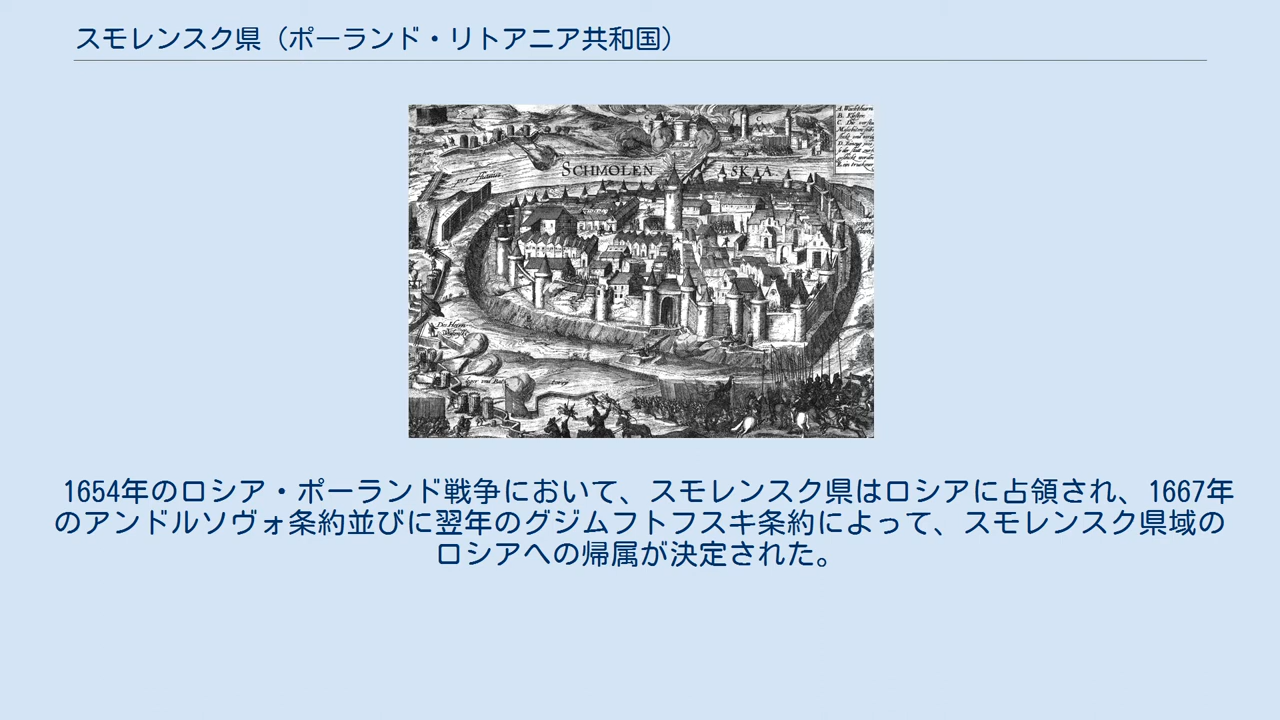 スモレンスク県（ポーランド・リトアニア共和国）
SCHMOLENSKA
1654年のロシア・ポーランド戦争において、スモレンスク県はロシアに占領され、1667年
のアンドルソヴォ条約並びに翌年のグジムフトフスキ条約によって、スモレンスク県域の
ロシアへの帰属が決定された。